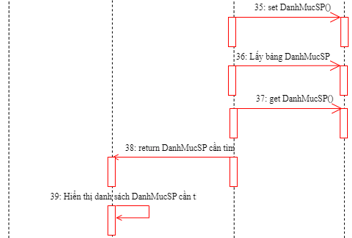 35: set DanhMucSP()
36: Lấy bảng DanhMucSP
37: get DanhMucSP()
38: return DanhMucSP cần tìm
39: Hiển thị danh sách DanhMucSP cần t